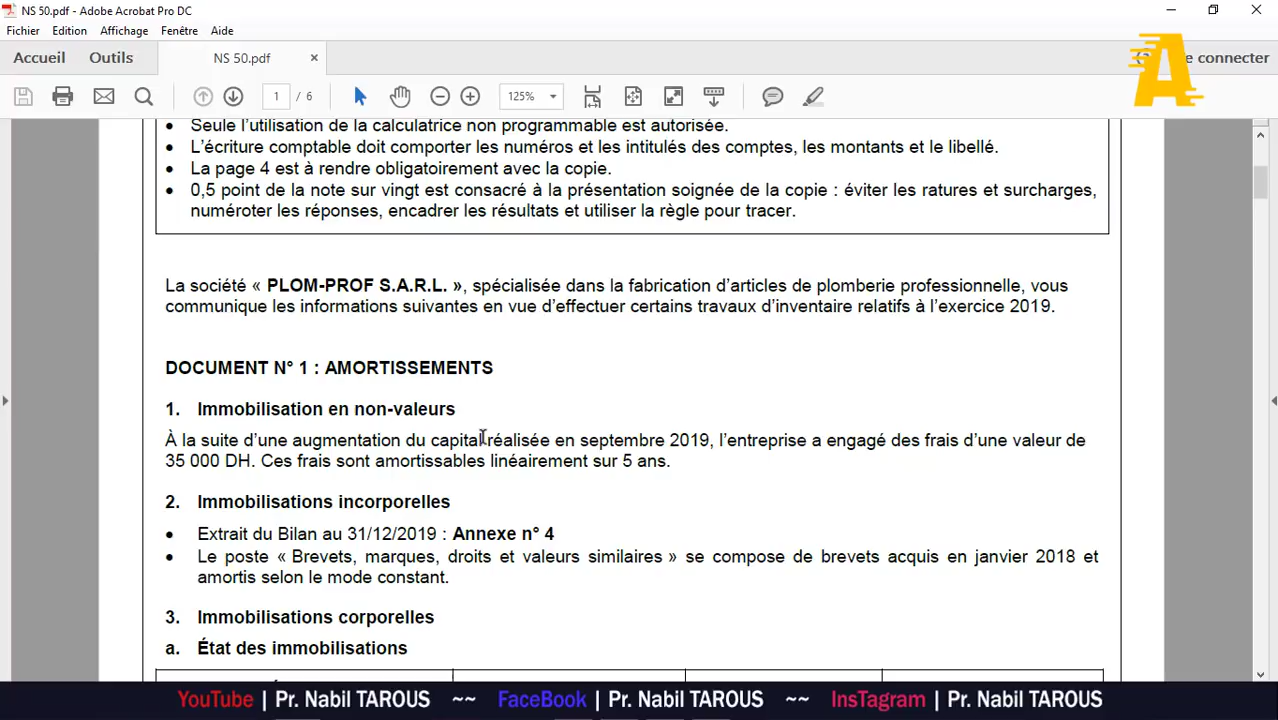 NS 50.pdf - Adobe Acrobat Pro DC
Fichier Edition Affichage Fenêtre Aide
Accueil Outils NS 50.pdf × connecter
1 / 6 125%
• Seule l'utilisation de la calculatrice non programmable est autorisée.
• L'écriture comptable doit comporter les numéros et les intitulés des comptes, les montants et le libellé.
• La page 4 est à rendre obligatoirement avec la copie.
• 0,5 point de la note sur vingt est consacré à la présentation soignée de la copie : éviter les ratures et surcharges,
numéroter les réponses, encadrer les résultats et utiliser la règle pour tracer.
La société « PLOM-PROF S.A.R.L. », spécialisée dans la fabrication d'articles de plomberie professionnelle, vous
communique les informations suivantes en vue d'effectuer certains travaux d'inventaire relatifs à l'exercice 2019.
DOCUMENT N° 1 : AMORTISSEMENTS
1. Immobilisation en non-valeurs
À la suite d'une augmentation du capital réalisée en septembre 2019, l'entreprise a engagé des frais d'une valeur de
35 000 DH. Ces frais sont amortissables linéairement sur 5 ans.
2. Immobilisations incorporelles
• Extrait du Bilan au 31/12/2019 : Annexe n° 4
• Le poste « Brevets, marques, droits et valeurs similaires » se compose de brevets acquis en janvier 2018 et
amortis selon le mode constant.
3. Immobilisations corporelles
a. État des immobilisations
YouTube | Pr. Nabil TAROUS ~~ FaceBook | Pr. Nabil TAROUS ~~ InsTagram | Pr. Nabil TAROUS